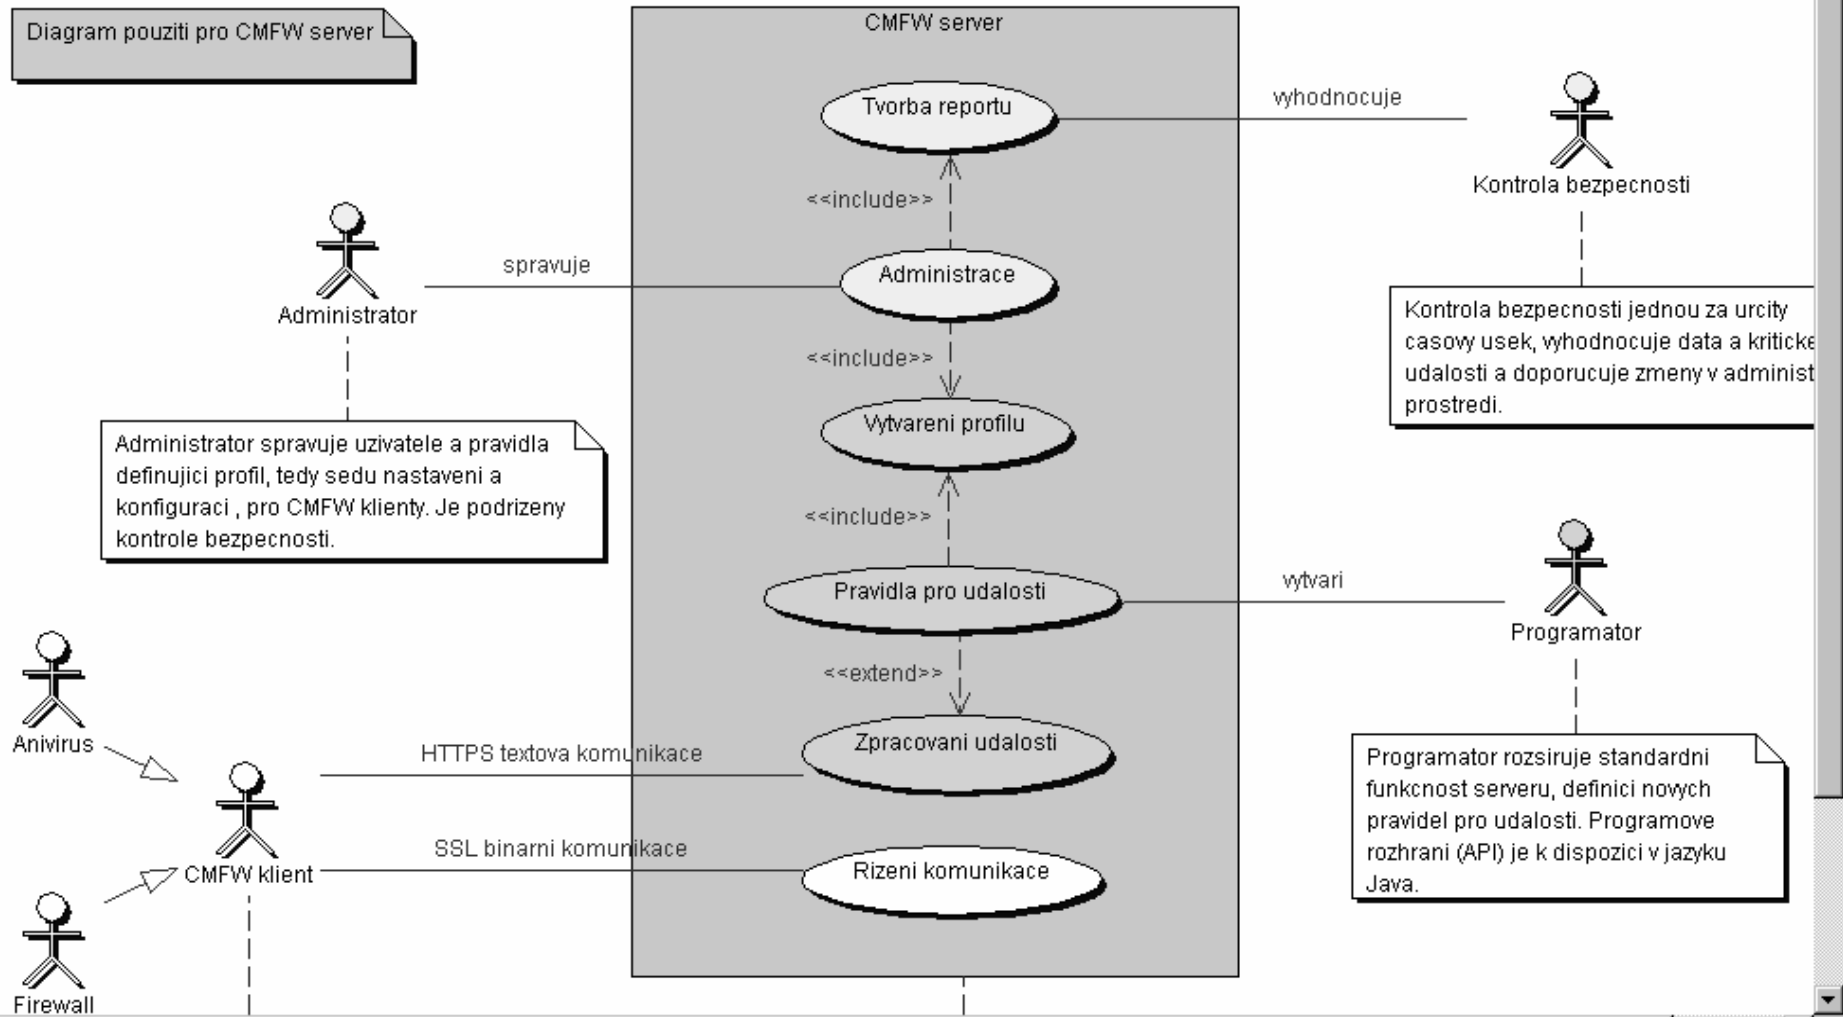 Diagram pouziti pro CMFW server
CMFW server
Tvorba reportu
vyhodnocuje
Kontrola bezpecnosti
<<include>>
Administrator
spravuje
Administrace
<<include>>
Kontrola bezpecnosti jednou za urcity
casovy usek, vyhodnocuje data a kriticke
udalosti a doporucuje zmeny v administ
prostredi.
Vytvareni profilu
Administrator spravuje uzivatele a pravidla
definujici profil, tedy sedu nastaveni a
konfiguraci , pro CMFW klienty. Je podrizeny
kontrole bezpecnosti.
<<include>>
Pravidla pro udalosti
vytvari
Programator
<<extend>>
Anivirus
HTTPS textova komunikace
Zpracovani udalosti
Programator rozsiruje standardni
funkcnost serveru, definici novych
pravidel pro udalosti. Programove
rozhrani (API) je k dispozici v jazyku
Java.
SSL binarni komunikace
CMFW klient
Rizeni komunikace
Firewall